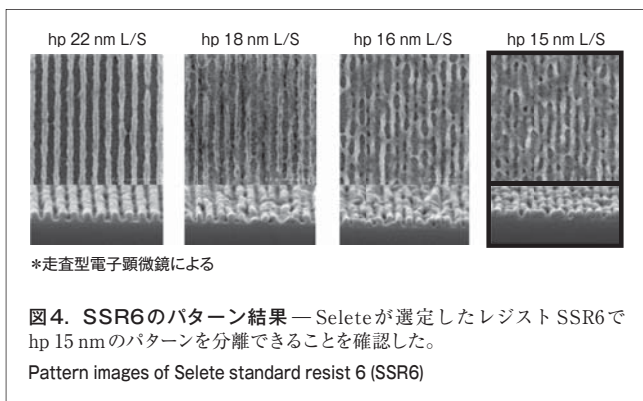 hp 22 nm L/S hp 18 nm L/S hp 16 nm L/S hp 15 nm L/S
*走査型電子顕微鏡による
図4. SSR6のパターン結果 — Seleteが選定したレジスト SSR6で
hp 15 nmのパターンを分離できることを確認した。
Pattern images of Selete standard resist 6 (SSR6)